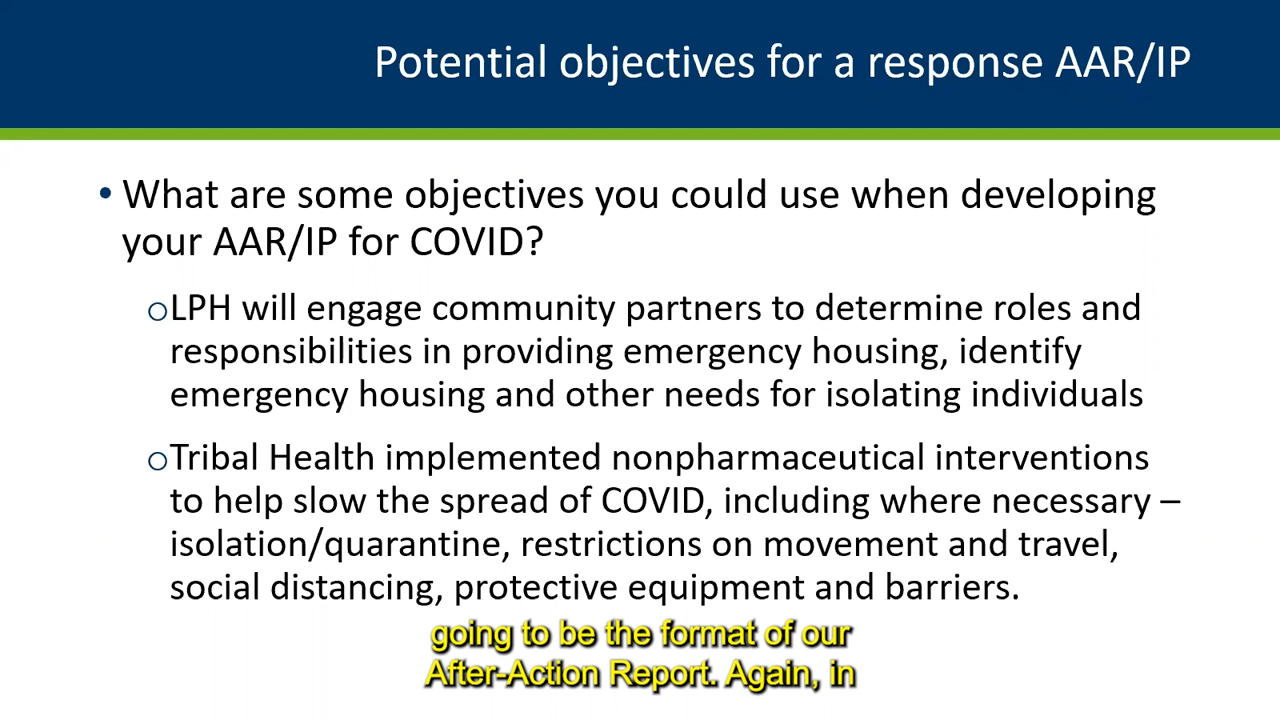 Potential objectives for a response AAR/IP
• What are some objectives you could use when developing
your AAR/IP for COVID?
oLPH will engage community partners to determine roles and
responsibilities in providing emergency housing, identify
emergency housing and other needs for isolating individuals
oTribal Health implemented nonpharmaceutical interventions
to help slow the spread of COVID, including where necessary –
isolation/quarantine, restrictions on movement and travel,
social distancing, protective equipment and barriers.
going to be the format of our
After-Action Report. Again, in